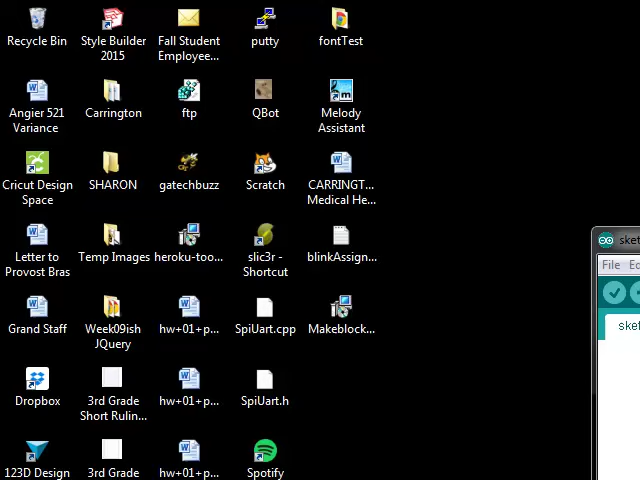 Recycle Bin
Style Builder
2015
Fall Student
Employee...
putty
fontTest
Angier 521
Variance
Carrington
ftp
QBot
Melody
Assistant
Cricut Design
Space
SHARON
gatechbuzz
Scratch
CARRINGT...
Medical He...
Letter to
Provost Bras
Temp Images
heroku-too...
slic3r -
Shortcut
blinkAssign...
Grand Staff
Week09ish
JQuery
hw+01+p...
SpiUart.cpp
Makeblock...
Dropbox
3rd Grade
Short Rulin...
hw+01+p...
SpiUart.h
123D Design
3rd Grade
hw+01+p...
Spotify
sket
File Ed
sket